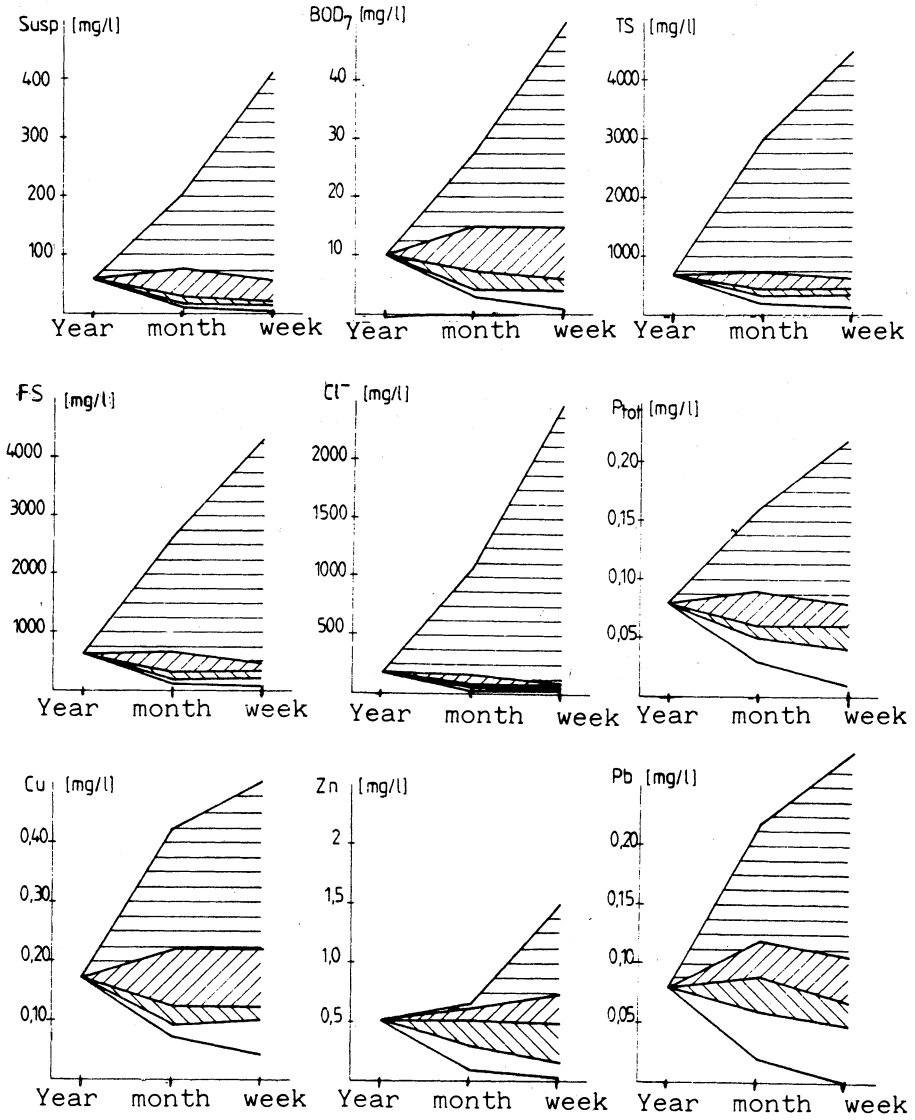 Susp [mg/l]
400
300
200
100
Year month week
BOD7 [mg/l]
40
30
20
10
Year month week
TS [mg/l]
4000
3000
2000
1000
Year month week
FS [mg/l]
4000
3000
2000
1000
Year month week
Cl⁻ [mg/l]
2000
1500
1000
500
Year month week
Ptot [mg/l]
0,20
0,15
0,10
0,05
Year month week
Cu [mg/l]
0,40
0,30
0,20
0,10
Year month week
Zn [mg/l]
2
1,5
1,0
0,5
Year month week
Pb [mg/l]
0,20
0,15
0,10
0,05
Year month week